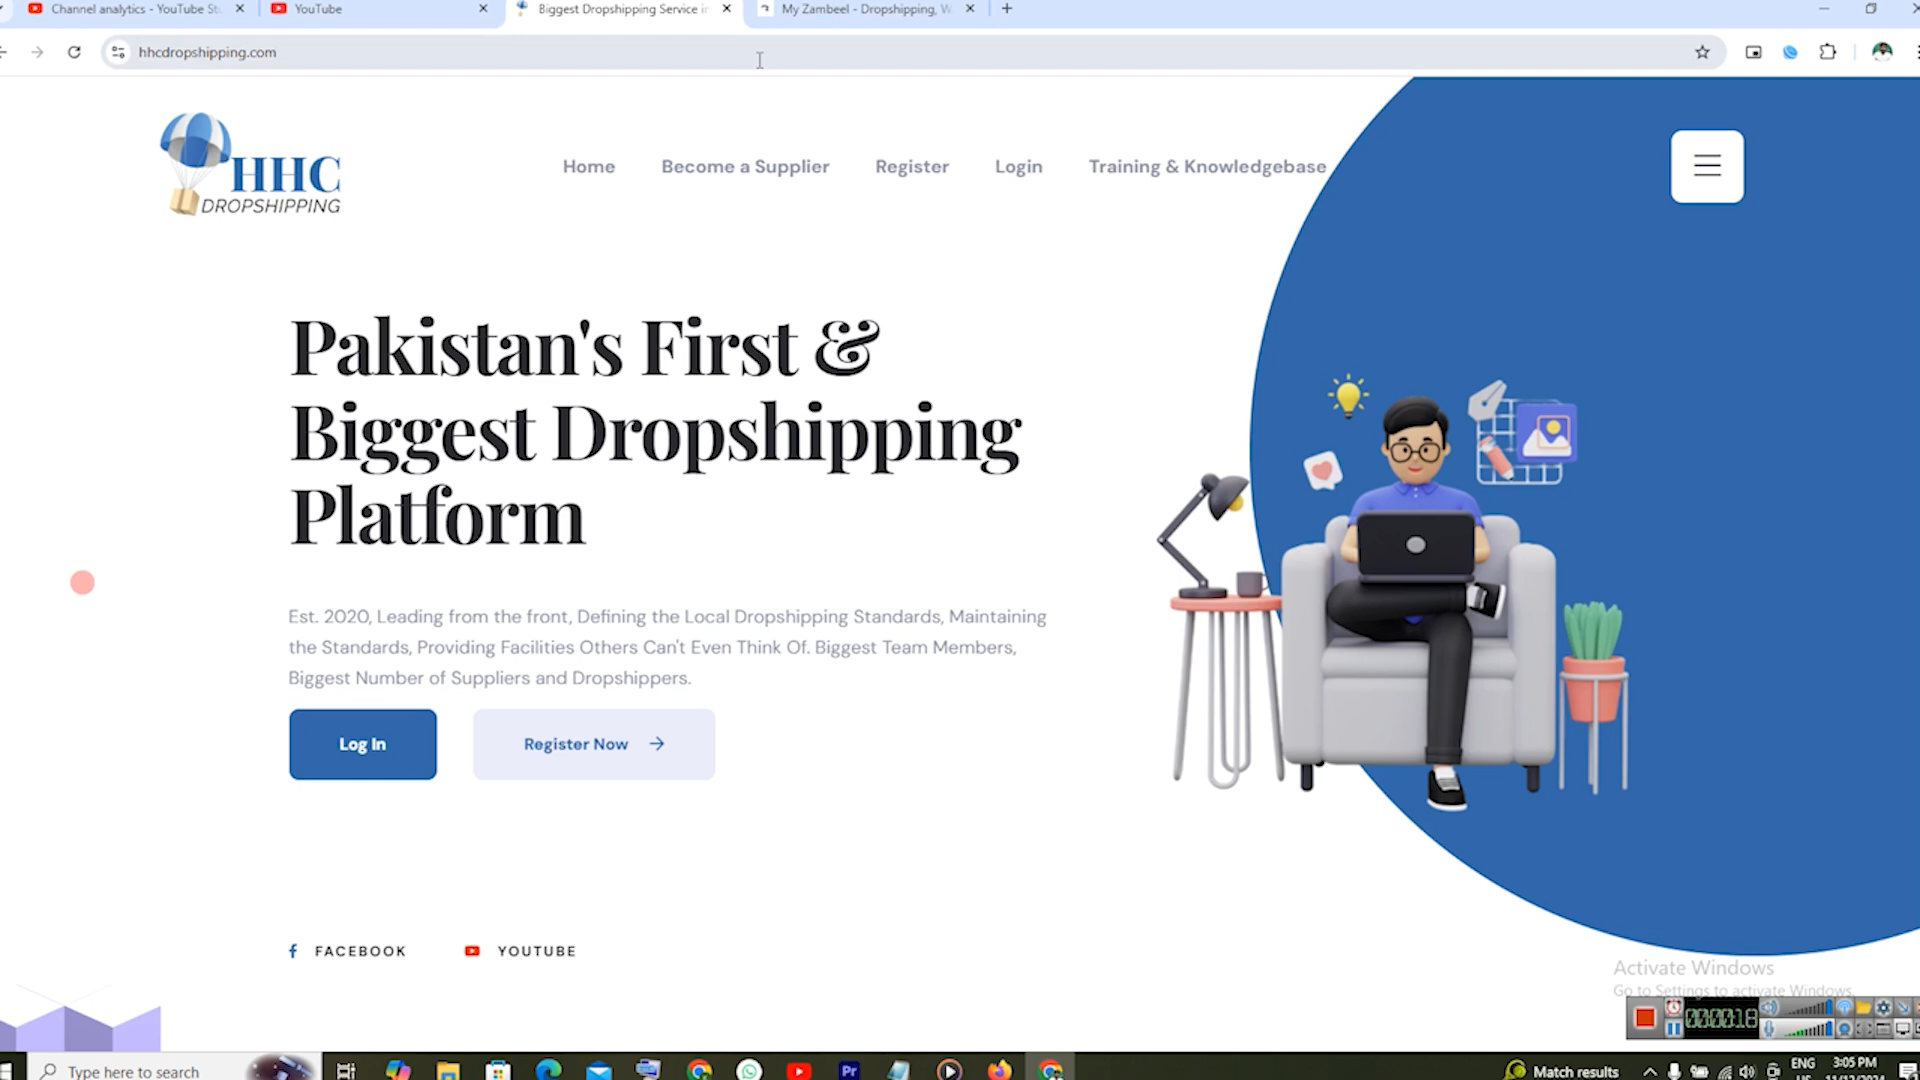 Channel analytics - YouTube St
YouTube
Biggest Dropshipping Service in
My Zambeel - Dropshipping, W
hhcdropshipping.com
HHC
DROPSHIPPING
Home
Become a Supplier
Register
Login
Training & Knowledgebase
Pakistan's First &
Biggest Dropshipping
Platform
Est. 2020, Leading from the front, Defining the Local Dropshipping Standards, Maintaining
the Standards, Providing Facilities Others Can't Even Think Of. Biggest Team Members,
Biggest Number of Suppliers and Dropshippers.
Log In
Register Now
FACEBOOK
YOUTUBE
Activate Windows
Go to Settings to activate Windows.
000018
Type here to search
Pr
Match results
ENG
3:05 PM